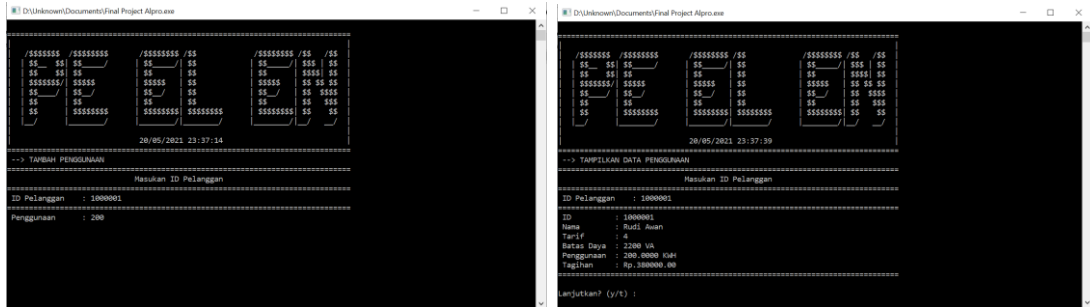 D:\Unknown\Documents\Final Project Alpro.exe
20/05/2021 23:37:14
--> TAMBAH PENGGUNAAN
Masukan ID Pelanggan
ID Pelanggan : 1000001
Penggunaan : 200
D:\Unknown\Documents\Final Project Alpro.exe
20/05/2021 23:37:39
--> TAMPILKAN DATA PENGGUNAAN
Masukan ID Pelanggan
ID Pelanggan : 1000001
ID : 1000001
Nama : Rudi Awan
Tarif : 4
Batas Daya : 2200 VA
Penggunaan : 200.0000 KWH
Tagihan : Rp.380000.00
Lanjutkan? (y/t) :